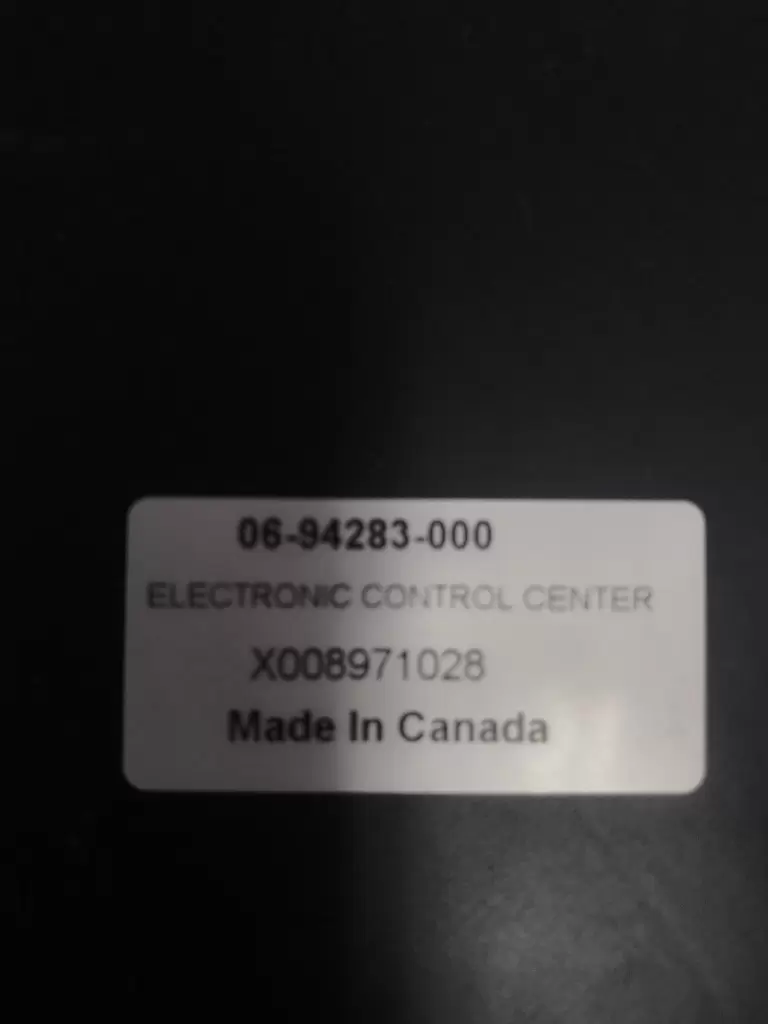 06-94283-000
ELECTRONIC CONTROL CENTER
X008971028
Made In Canada